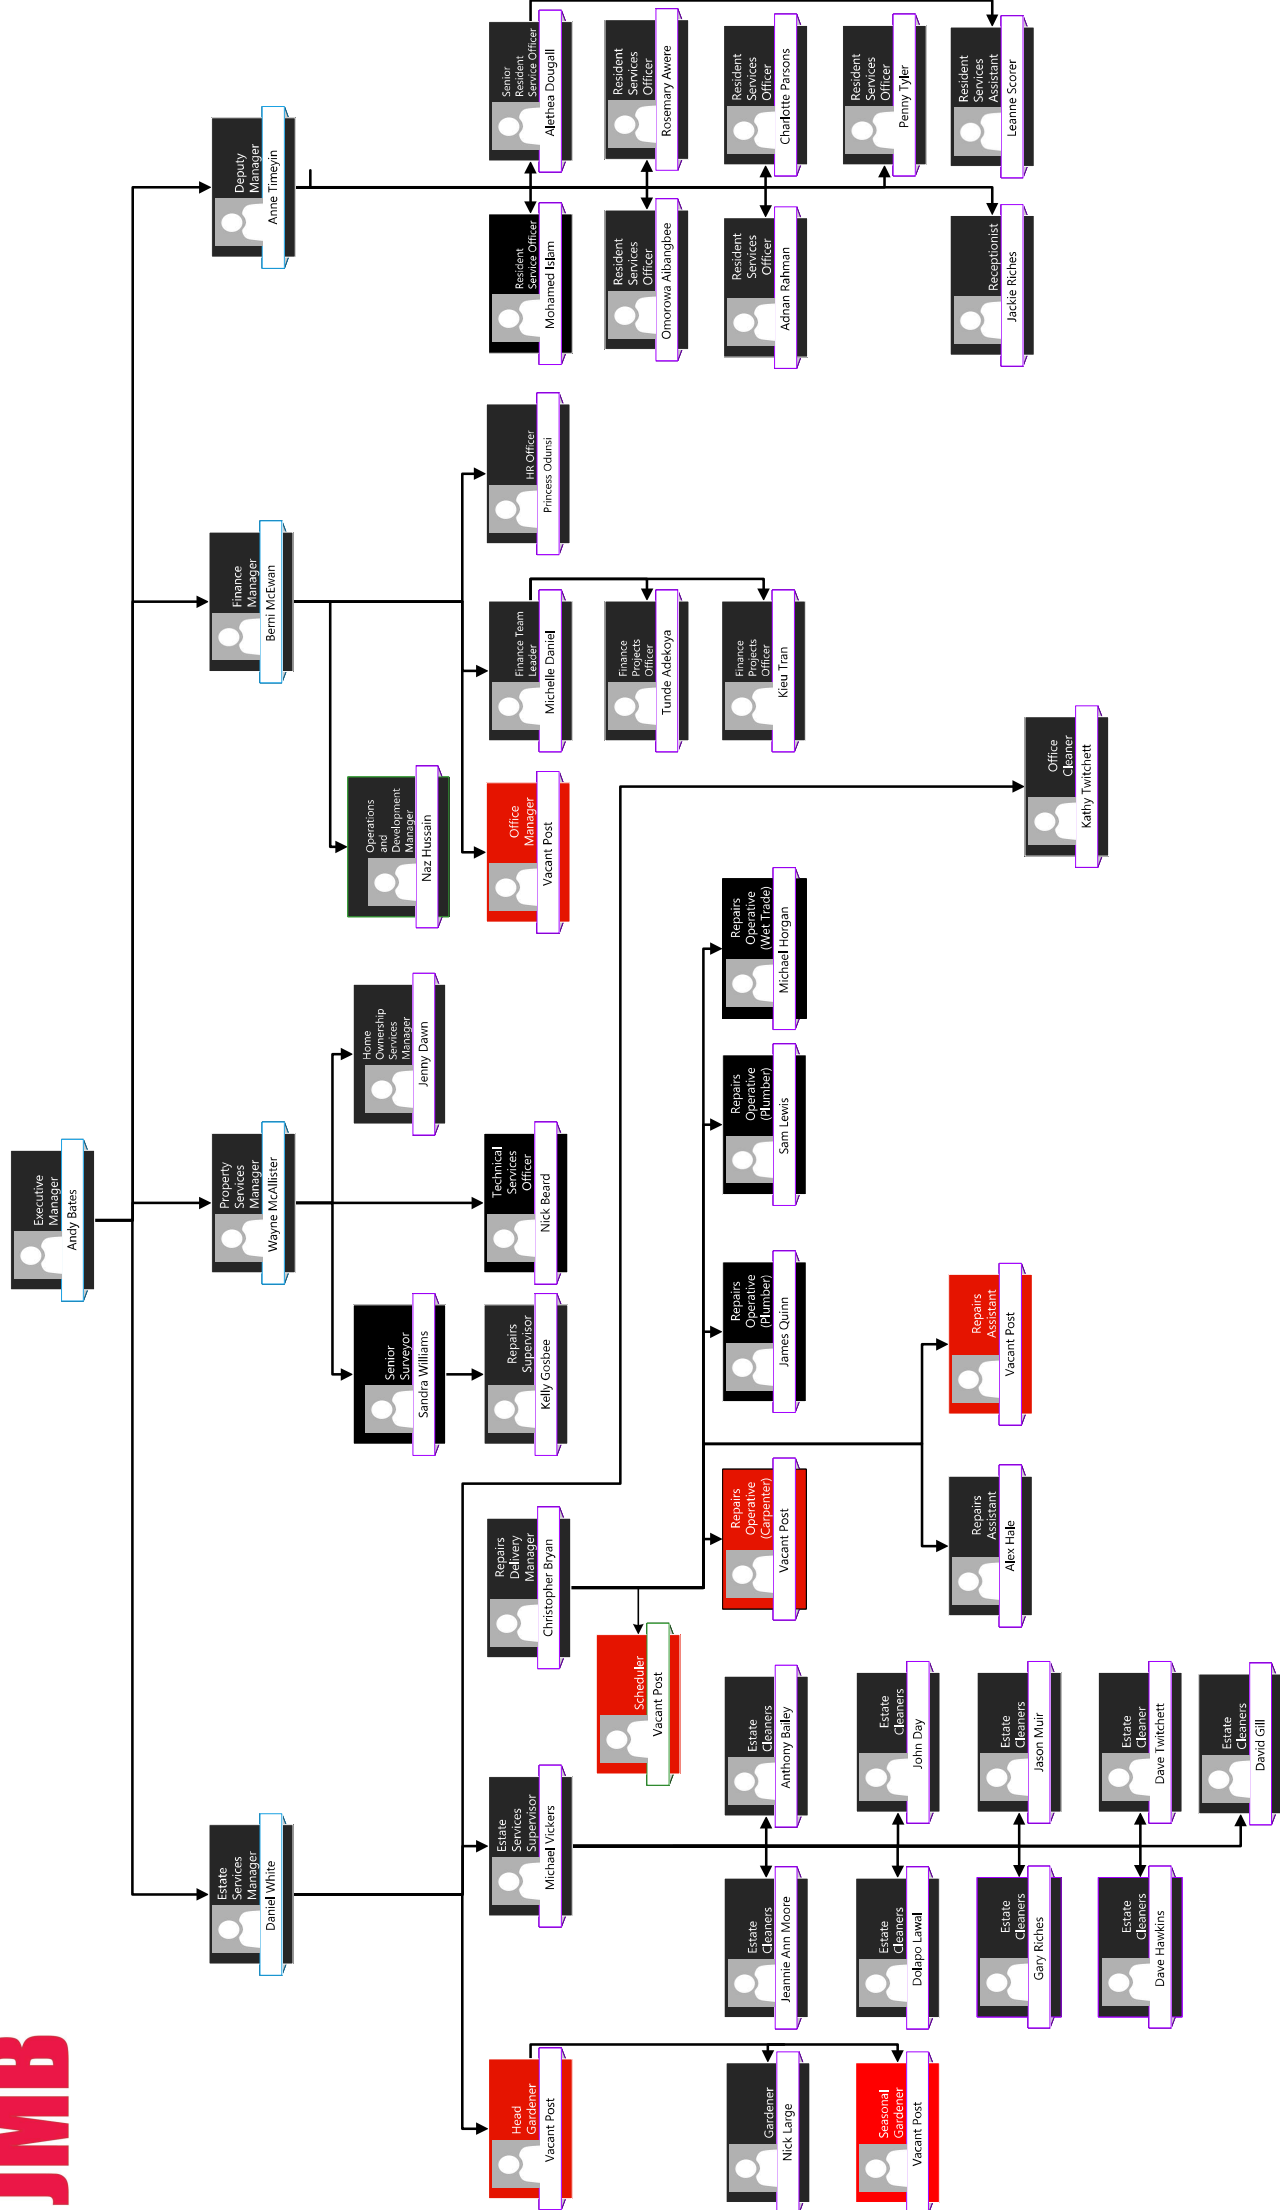 JMB
Executive
Manager
Andy Bates
Estate
Services
Manager
Daniel White
Property
Services
Manager
Wayne McAllister
Finance
Manager
Berni McEwan
Deputy
Manager
Anne Timeyin
Senior
Surveyor
Sandra Williams
Home
Ownership
Services
Manager
Jenny Dawn
Operations
and
Development
Manager
Naz Hussain
Head
Gardener
Vacant Post
Estate
Services
Supervisor
Michael Vickers
Repairs
Delivery
Manager
Christopher Bryan
Repairs
Supervisor
Kelly Gosbee
Technical
Services
Officer
Nick Beard
Office
Manager
Vacant Post
Finance Team
Leader
Michelle Daniel
HR Officer
Princess Odunsi
Resident
Service Officer
Mohamed Islam
Senior
Resident
Service Officer
Alethea Dougall
Scheduler
Vacant Post
Finance
Projects
Officer
Tunde Adekoya
Resident
Services
Officer
Omorowa Aibangbee
Resident
Services
Officer
Rosemary Awere
Gardener
Nick Large
Estate
Cleaners
Jeannie Ann Moore
Estate
Cleaners
Anthony Bailey
Repairs
Operative
(Carpenter)
Vacant Post
Repairs
Operative
(Plumber)
James Quinn
Repairs
Operative
(Plumber)
Sam Lewis
Repairs
Operative
(Wet Trade)
Michael Horgan
Finance
Projects
Officer
Kieu Tran
Resident
Services
Officer
Adnan Rahman
Resident
Services
Officer
Charlotte Parsons
Seasonal
Gardener
Vacant Post
Estate
Cleaners
Dolapo Lawal
Estate
Cleaners
John Day
Resident
Services
Officer
Penny Tyler
Estate
Cleaners
Gary Riches
Estate
Cleaners
Jason Muir
Repairs
Assistant
Alex Hale
Repairs
Assistant
Vacant Post
Receptionist
Jackie Riches
Resident
Services
Assistant
Leanne Scorer
Office
Cleaner
Kathy Twitchett
Estate
Cleaners
Dave Hawkins
Estate
Cleaner
Dave Twitchett
Estate
Cleaners
David Gill